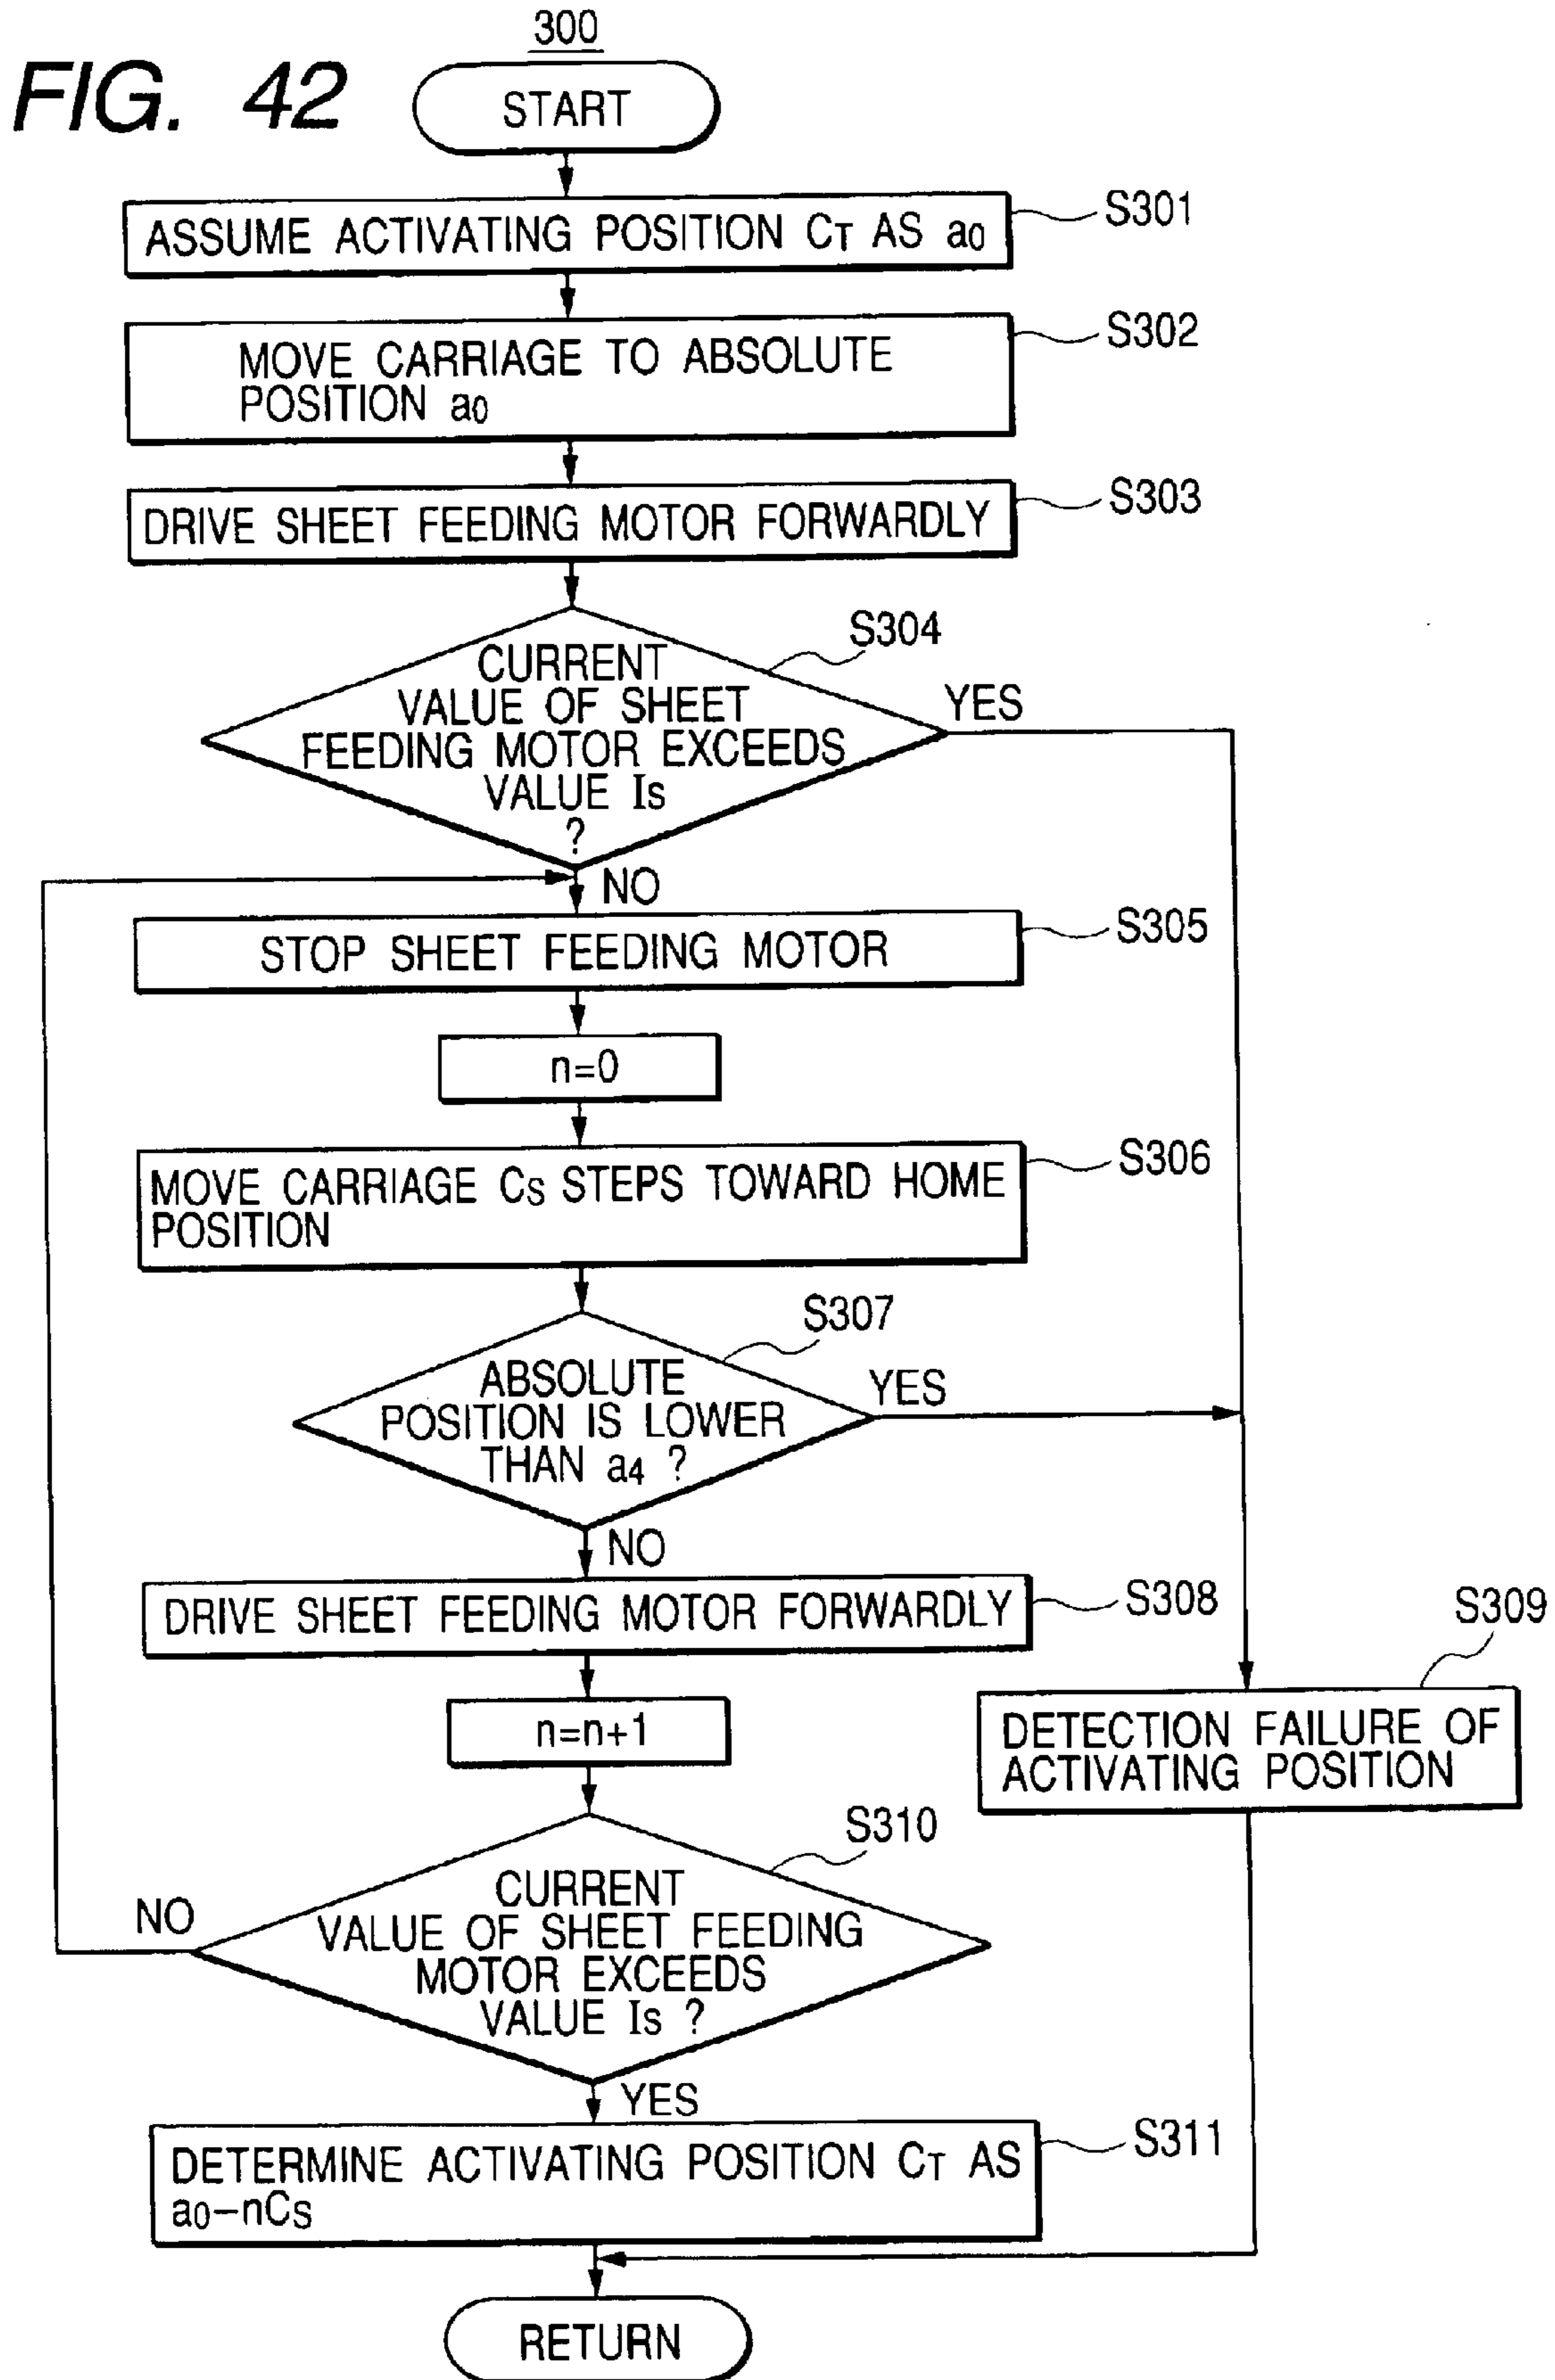 300
FIG. 42
START
ASSUME ACTIVATING POSITION CT AS a0
S301
MOVE CARRIAGE TO ABSOLUTE
POSITION a0
S302
DRIVE SHEET FEEDING MOTOR FORWARDLY
S303
S304
CURRENT
VALUE OF SHEET
FEEDING MOTOR EXCEEDS
VALUE Is
?
YES
NO
STOP SHEET FEEDING MOTOR
S305
n=0
MOVE CARRIAGE CS STEPS TOWARD HOME
POSITION
S306
S307
ABSOLUTE
POSITION IS LOWER
THAN a4 ?
YES
NO
DRIVE SHEET FEEDING MOTOR FORWARDLY
S308
S309
n=n+1
DETECTION FAILURE OF
ACTIVATING POSITION
S310
CURRENT
VALUE OF SHEET FEEDING
MOTOR EXCEEDS
VALUE Is ?
NO
YES
DETERMINE ACTIVATING POSITION CT AS
a0-nCS
S311
RETURN